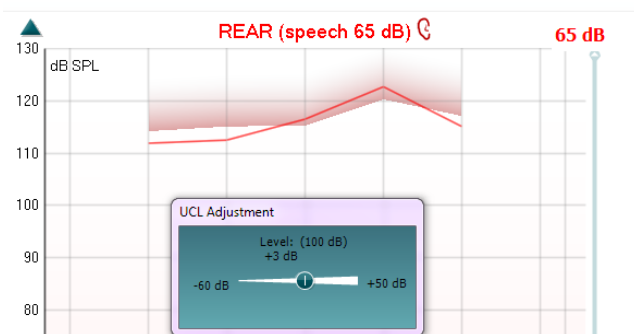 REAR (speech 65 dB)
65 dB
130
dB SPL
120
110
100
UCL Adjustment
Level: (100 dB)
+3 dB
90
-60 dB
+50 dB
80